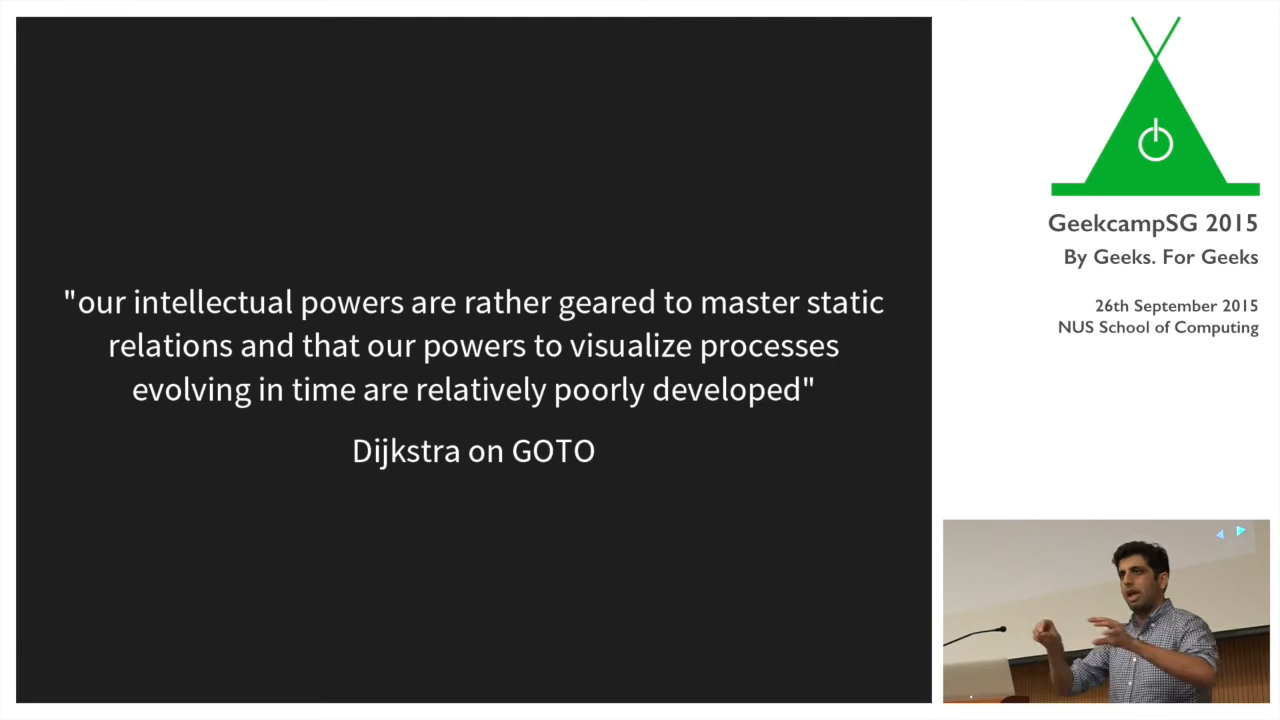 "our intellectual powers are rather geared to master static
relations and that our powers to visualize processes
evolving in time are relatively poorly developed"
Dijkstra on GOTO
GeekcampSG 2015
By Geeks. For Geeks
26th September 2015
NUS School of Computing